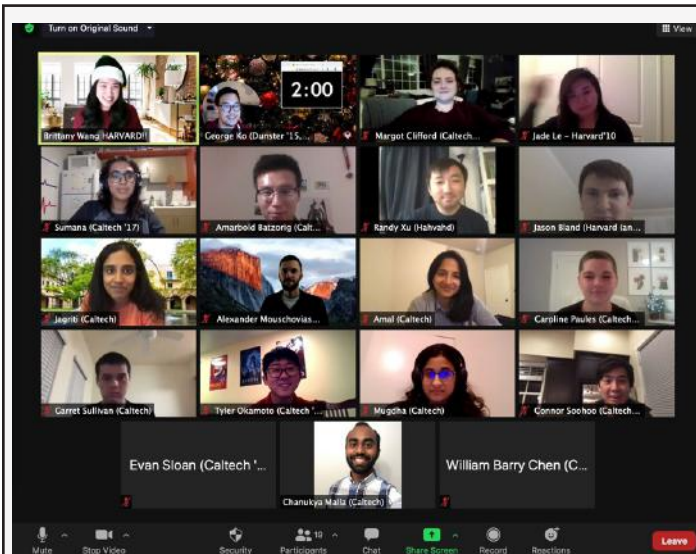 Turn on Original Sound
View
Brittany Wang HARVARD!!
2:00
George Ko (Dunster '15,...
Margot Clifford (Caltech...
Jade Le - Harvard'10
Sumana (Caltech '17)
Amarbold Batzorig (Calt...
Randy Xu (Hahvahd)
Jason Bland (Harvard Ian...
Jagriti (Caltech)
Alexander Mouschovias...
Amal (Caltech)
Caroline Paules (Caltech...
Garret Sullivan (Caltech)
Tyler Okamoto (Caltech '...
Mugdha (Caltech)
Connor Soohoo (Caltech...
Evan Sloan (Caltech '...
Chanukya Malla (Caltech)
William Barry Chen (C...
Mute
Stop Video
Security
Participants
19
Chat
Share Screen
Record
Reactions
Leave